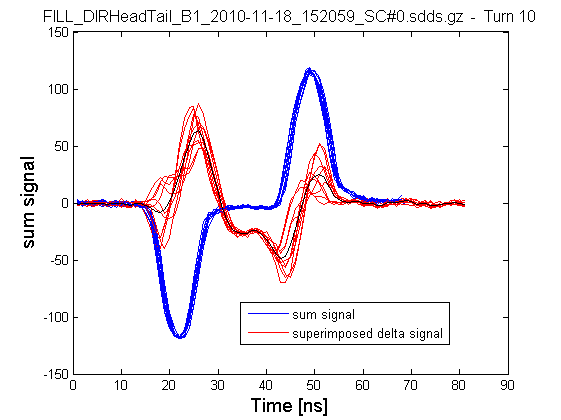 FILL_DIRHeadTail_B1_2010-11-18_152059_SC#0.sdds.gz - Turn 10
150
100
50
0
-50
-100
-150
sum signal
sum signal
superimposed delta signal
0 10 20 30 40 50 60 70 80 90
Time [ns]